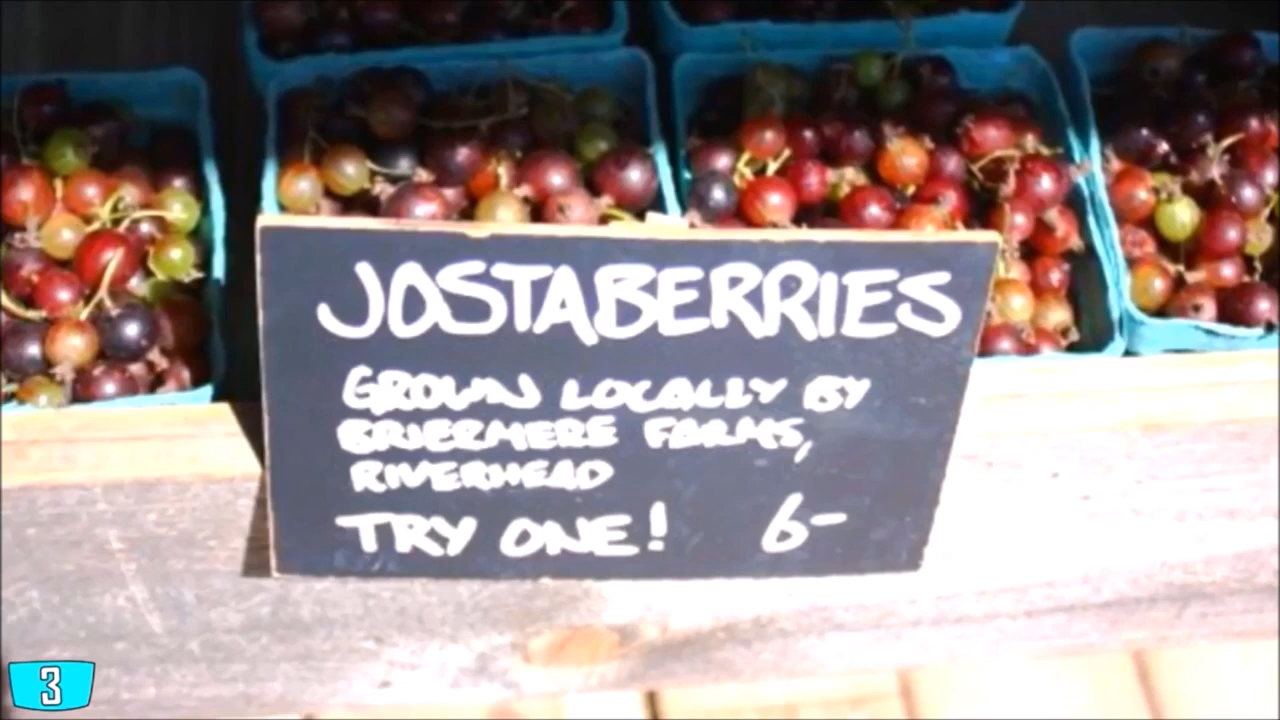 JOSTABERRIES
GROWN LOCALLY BY
BRIERMERE FARMS,
RIVERHEAD
TRY ONE! 6-
3